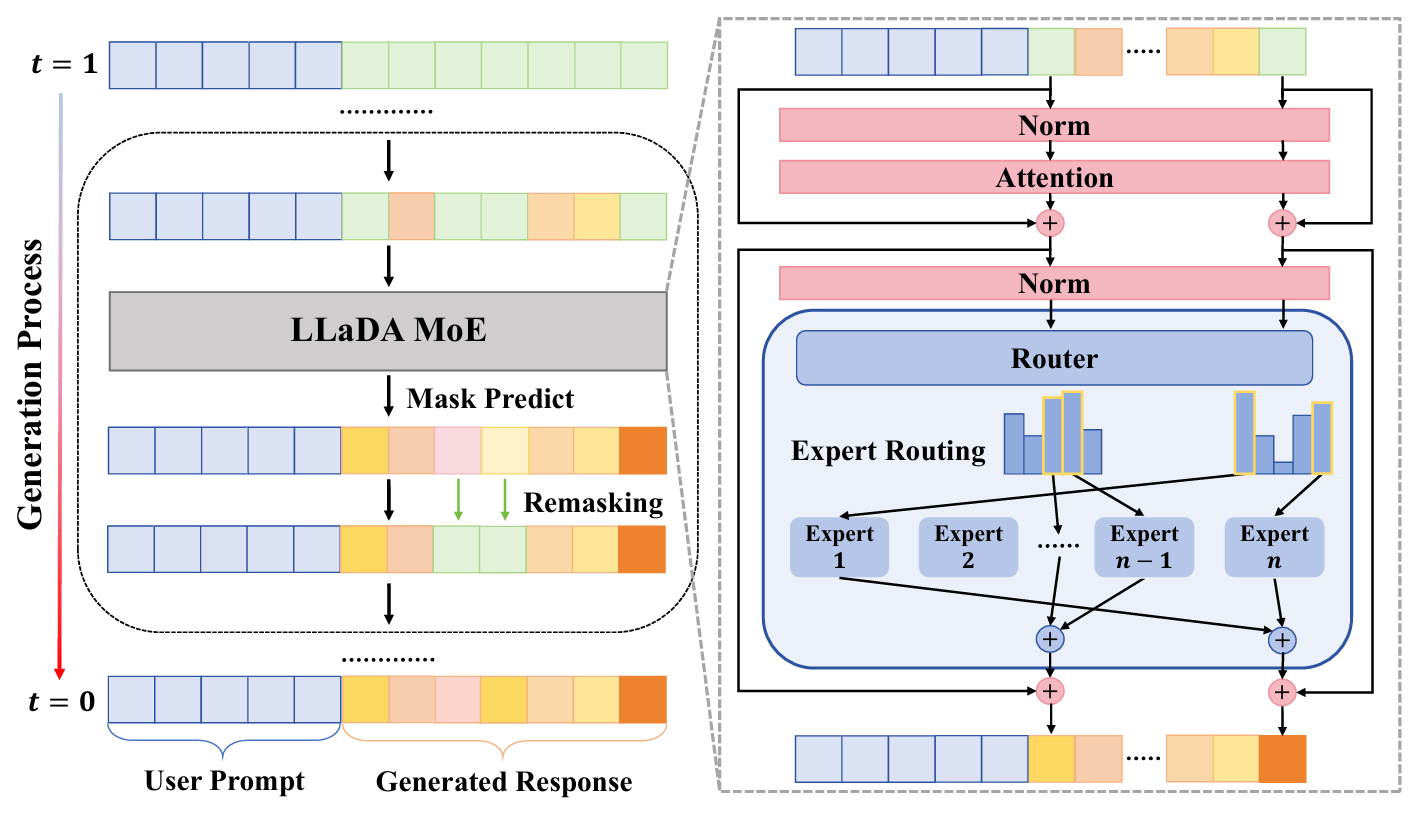 t = 1
.............
LLaDA MoE
Mask Predict
Remasking
.............
t = 0
Generation Process
User Prompt
Generated Response
.....
Norm
Attention
+
+
Norm
Router
Expert Routing
Expert
1
Expert
2
......
Expert
n − 1
Expert
n
+
+
+
+
.....